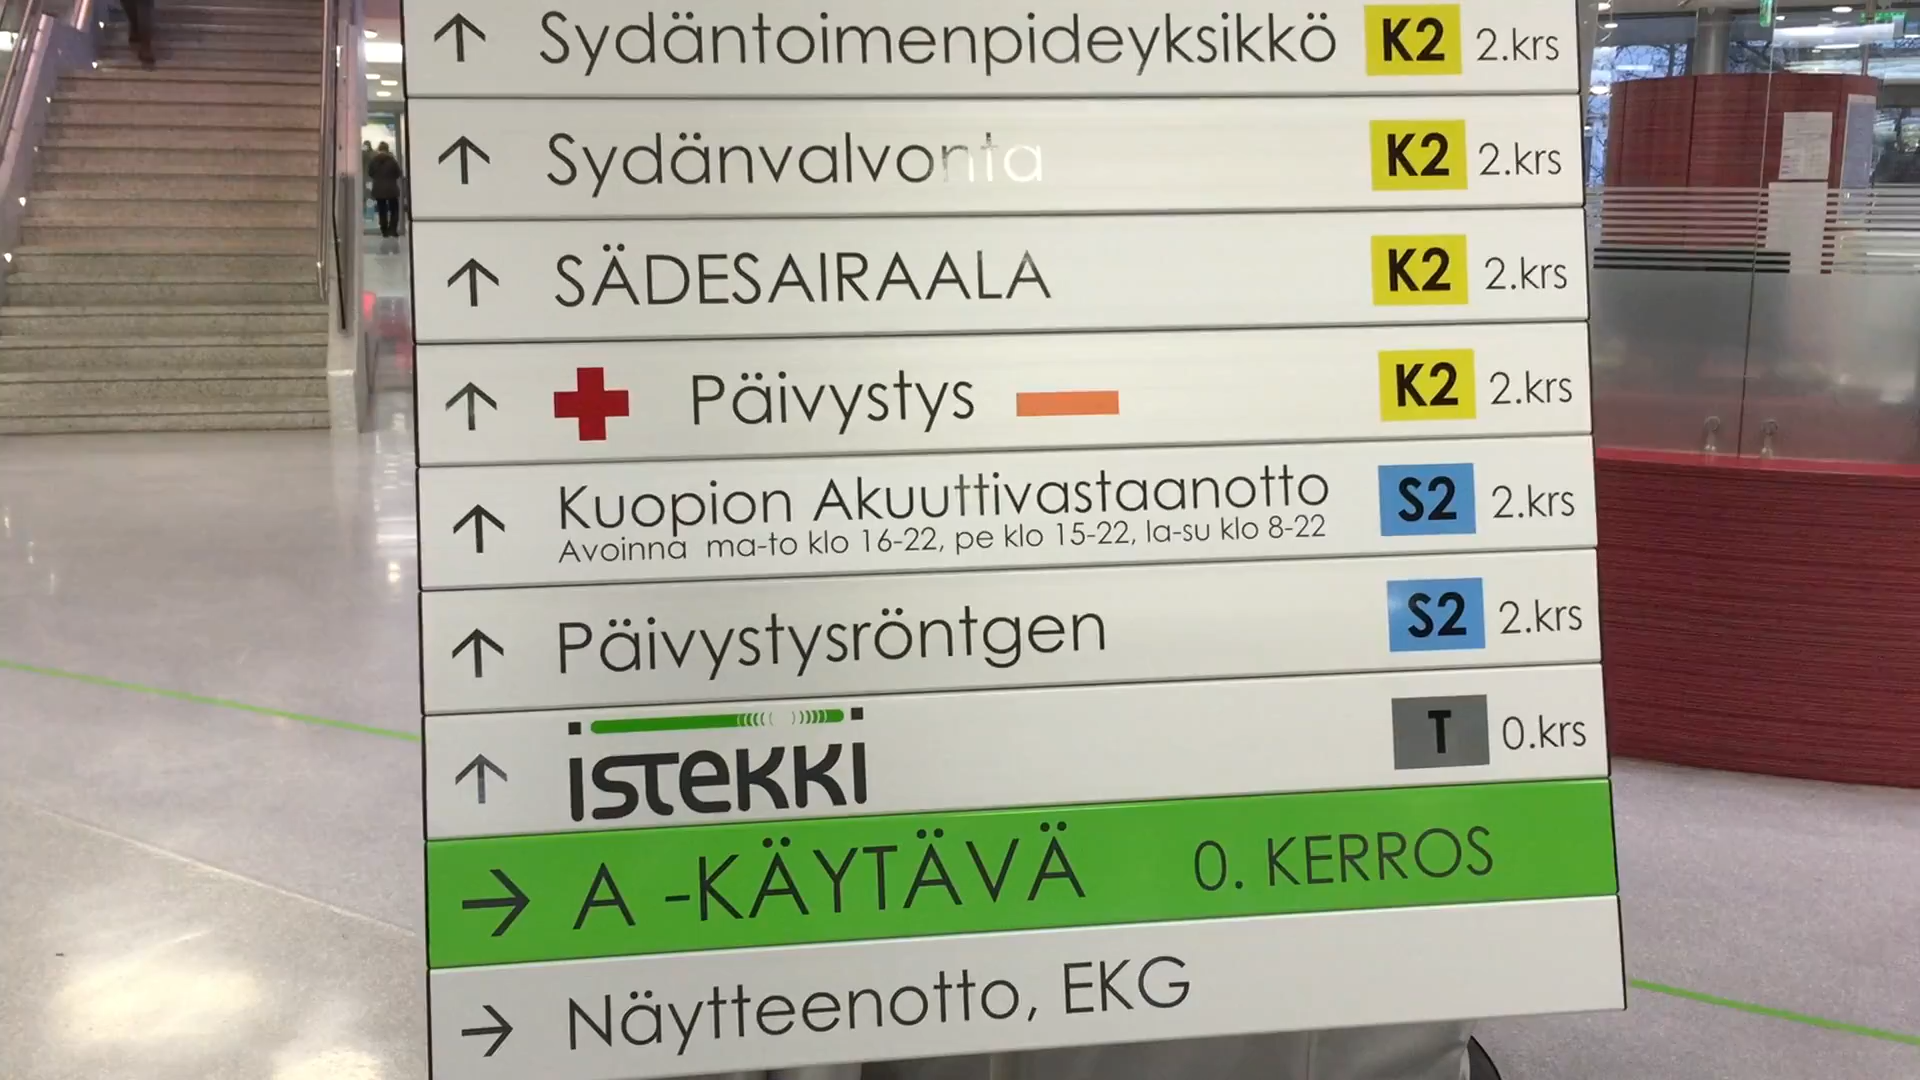 ↑ Sydäntoimenpideyksikkö K2 2.krs
↑ Sydänvalvonta K2 2.krs
↑ SÄDESAIRAALA K2 2.krs
↑ Päivystys K2 2.krs
↑ Kuopion Akuuttivastaanotto S2 2.krs
Avoinna ma-to klo 16-22, pe klo 15-22, la-su klo 8-22
↑ Päivystysröntgen S2 2.krs
↑ istekki T 0.krs
→ A -KÄYTÄVÄ 0. KERROS
→ Näytteenotto, EKG